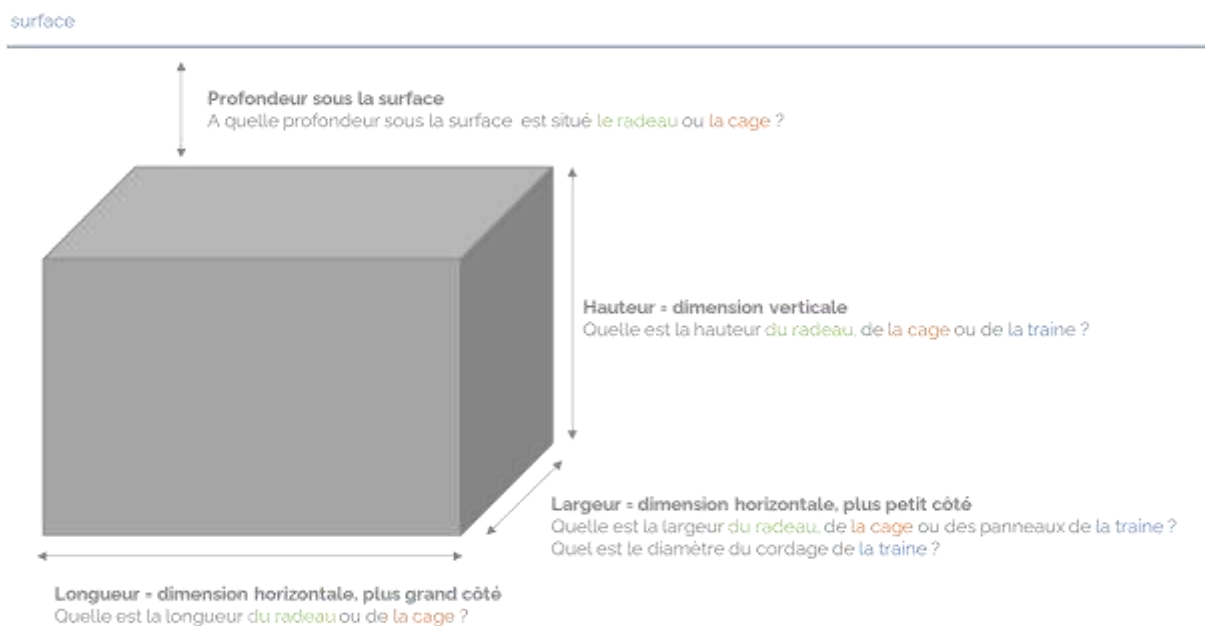 surface
Profondeur sous la surface
A quelle profondeur sous la surface est situé le radeau ou la cage ?
Hauteur = dimension verticale
Quelle est la hauteur du radeau, de la cage ou de la traine ?
Largeur = dimension horizontale, plus petit côté
Quelle est la largeur du radeau, de la cage ou des panneaux de la traine ?
Quel est le diamètre du cordage de la traine ?
Longueur = dimension horizontale, plus grand côté
Quelle est la longueur du radeau ou de la cage ?